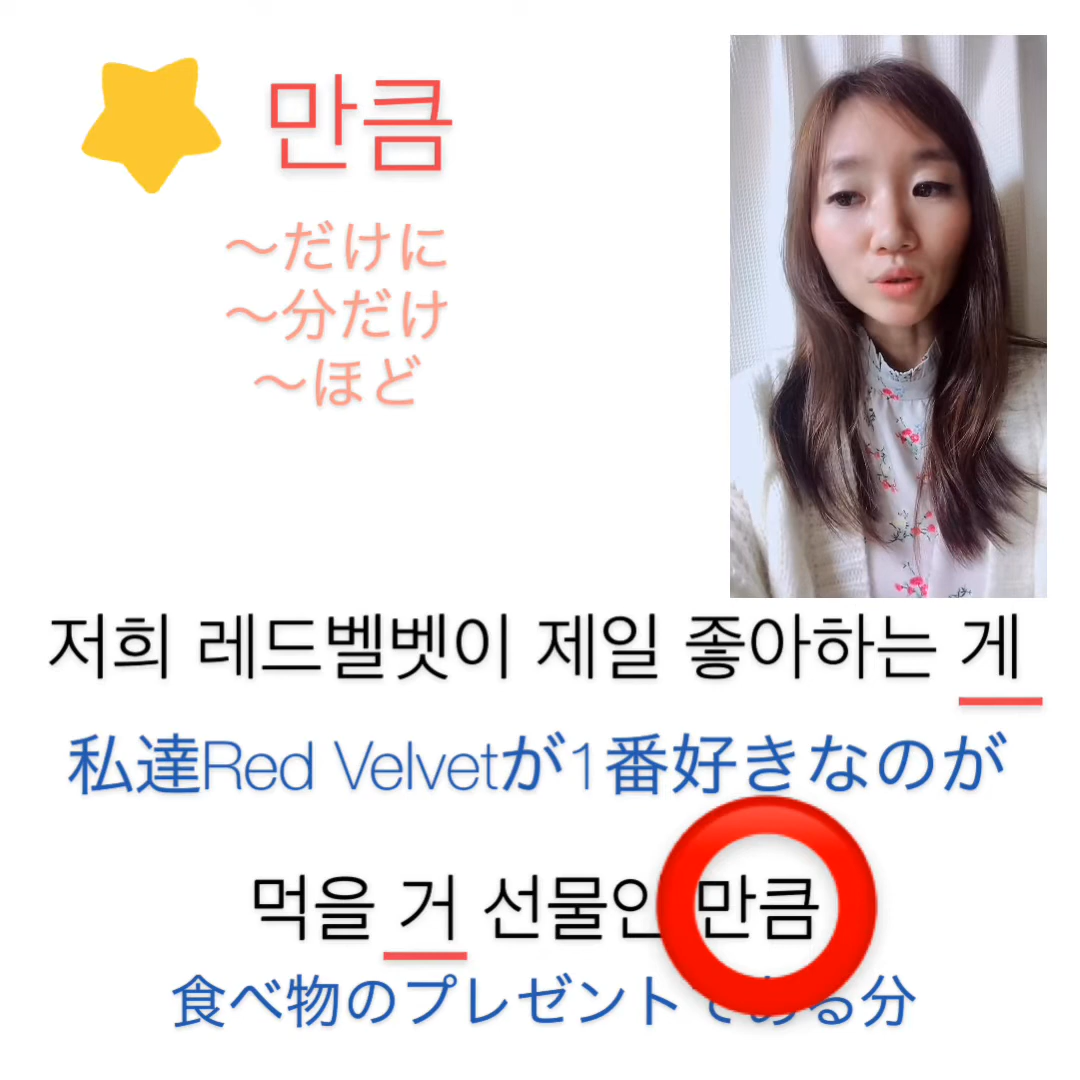 만큼
〜だけに
〜分だけ
〜ほど
저희 레드벨벳이 제일 좋아하는 게
私達Red Velvetが1番好きなのが
먹을 거 선물인 만큼
食べ物のプレゼントである分